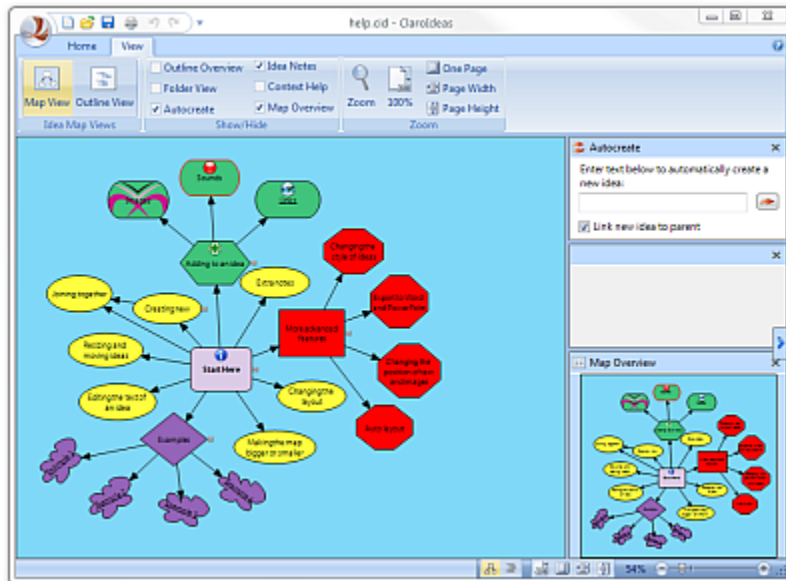 help.cid - ClaroIdeas
Home View
Outline Overview
Idea Notes
Folder View
Context Help
Autocreate
Map Overview
Map View
Outline View
Idea Map Views
Show/Hide
Zoom
100%
One Page
Page Width
Page Height
Zoom
Autocreate
Enter text below to automatically create a
new idea:
Link new idea to parent
Map Overview
Images
Sounds
Links
Adding to an idea
Changing the
style of ideas
Joining together
Creating new
Extra notes
More advanced
features
Resizing and
moving ideas
Start Here
Changing the
position of text
and images
Editing the text of
an idea
Changing the
layout
Auto layout
Examples
Making the map
bigger or smaller
54%